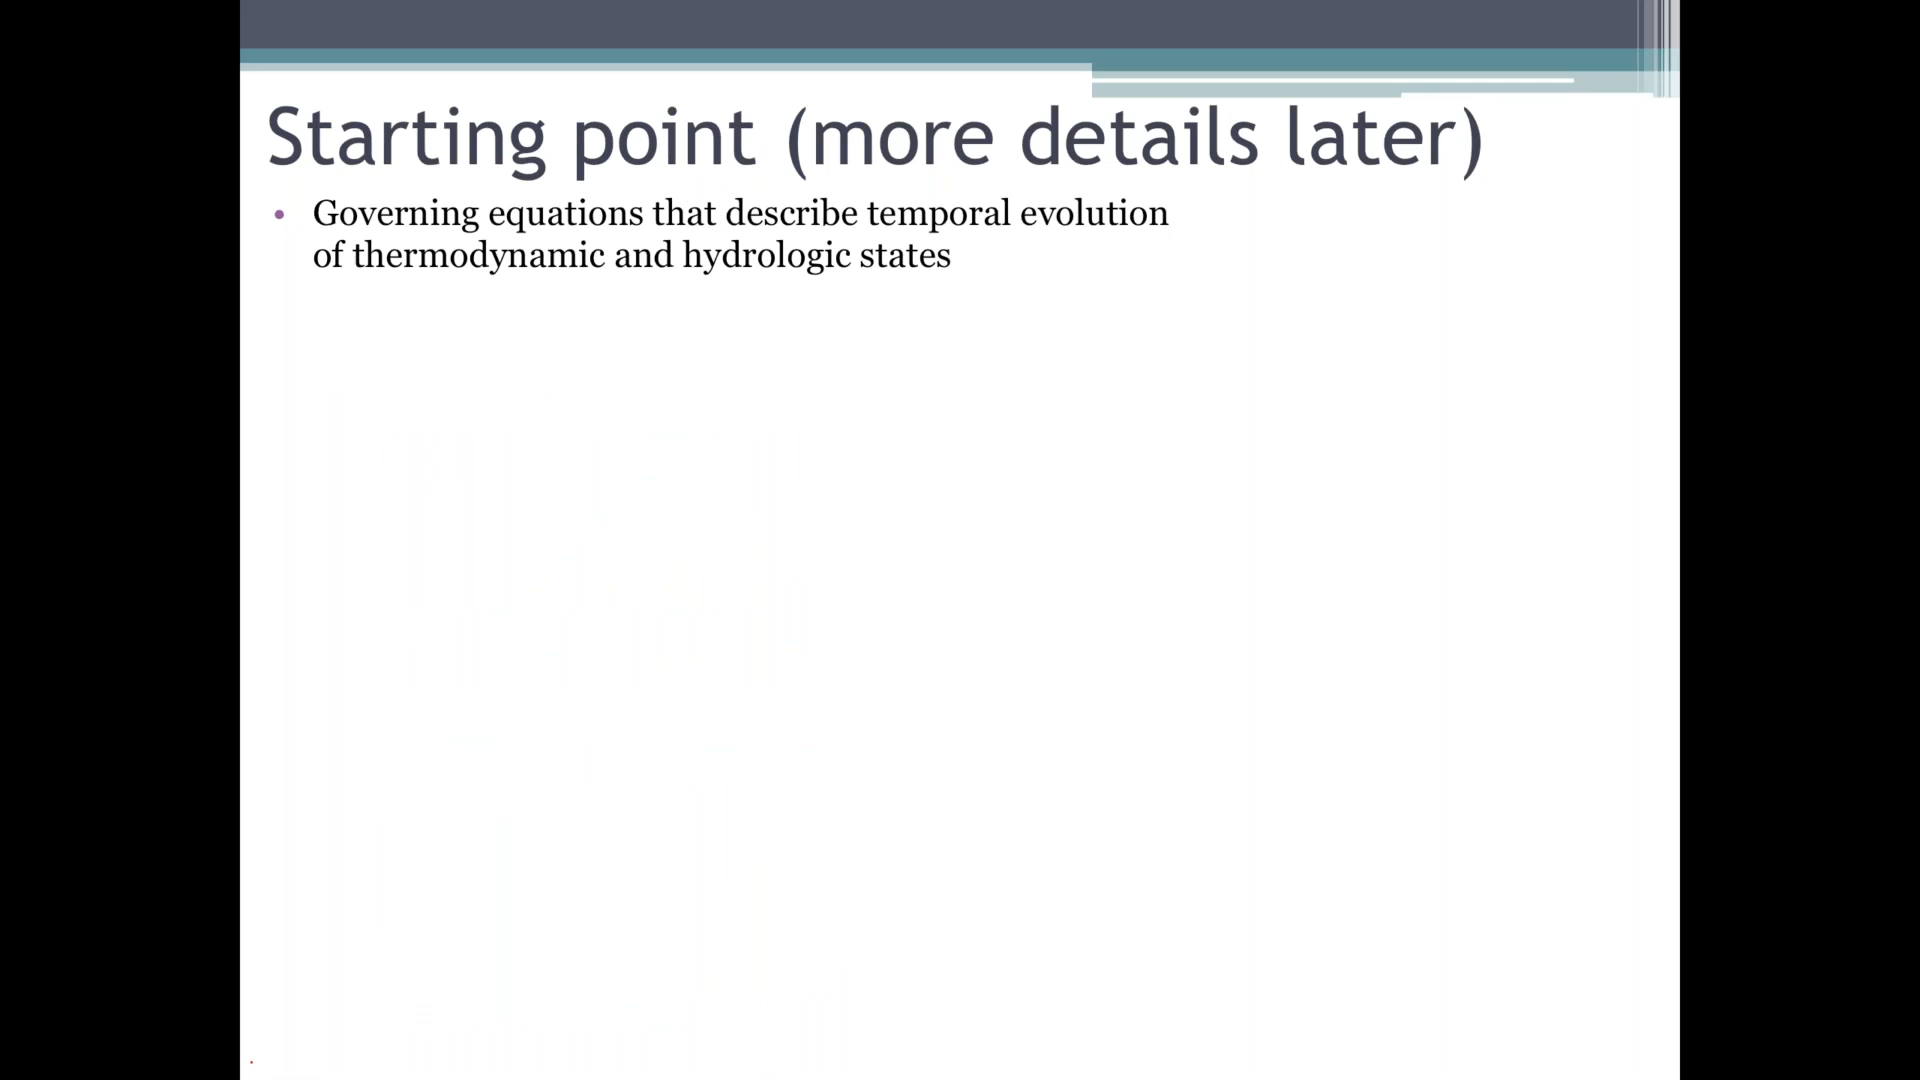 Starting point (more details later)
• Governing equations that describe temporal evolution
of thermodynamic and hydrologic states